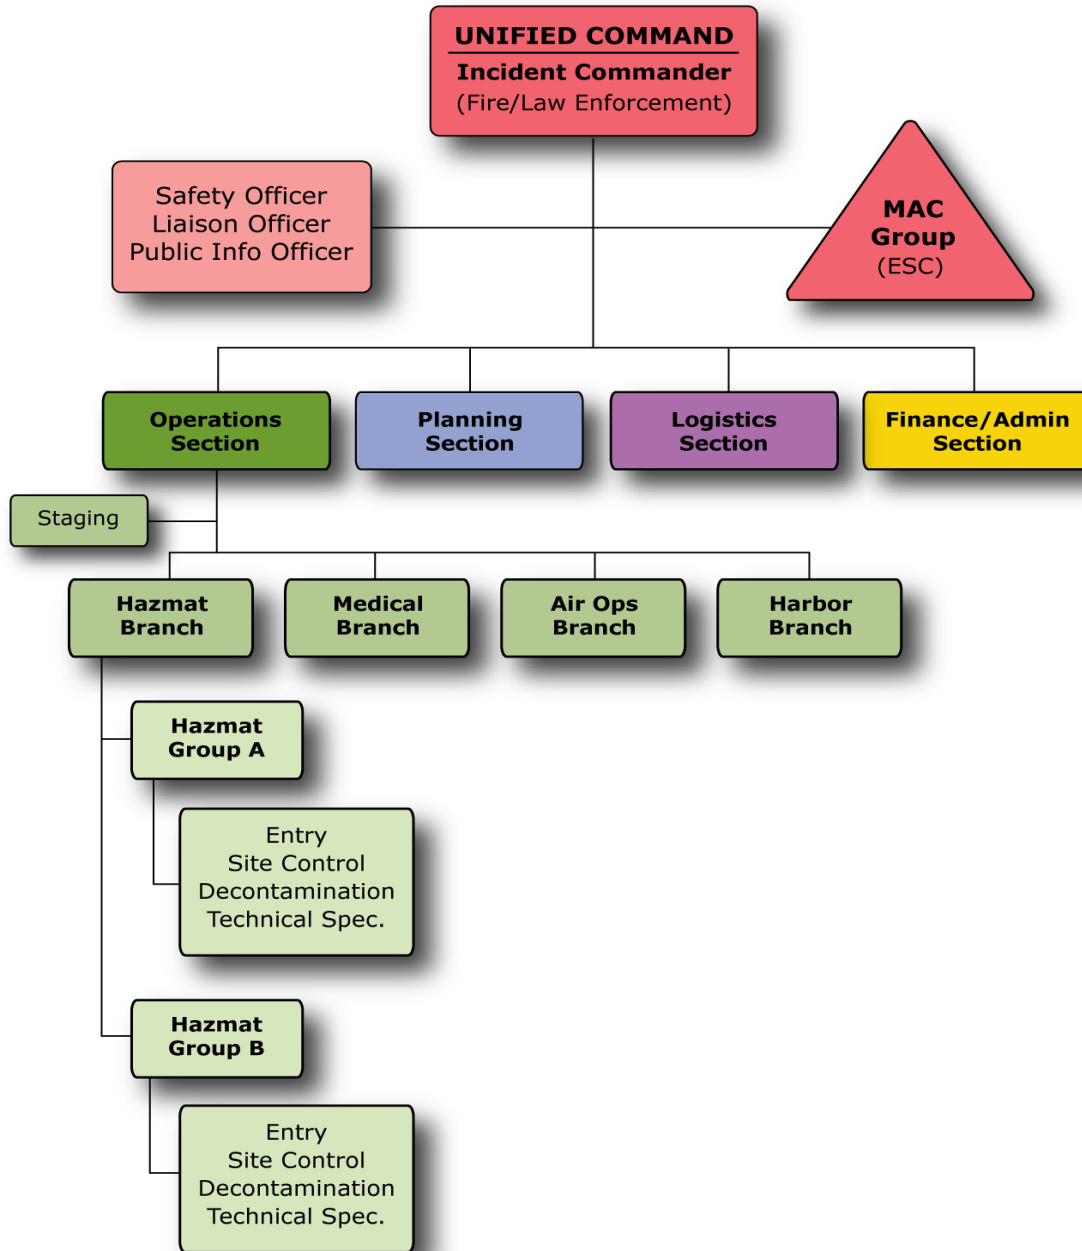 UNIFIED COMMAND
Incident Commander
(Fire/Law Enforcement)
Safety Officer
Liaison Officer
Public Info Officer
MAC
Group
(ESC)
Operations
Section
Planning
Section
Logistics
Section
Finance/Admin
Section
Staging
Hazmat
Branch
Medical
Branch
Air Ops
Branch
Harbor
Branch
Hazmat
Group A
Entry
Site Control
Decontamination
Technical Spec.
Hazmat
Group B
Entry
Site Control
Decontamination
Technical Spec.